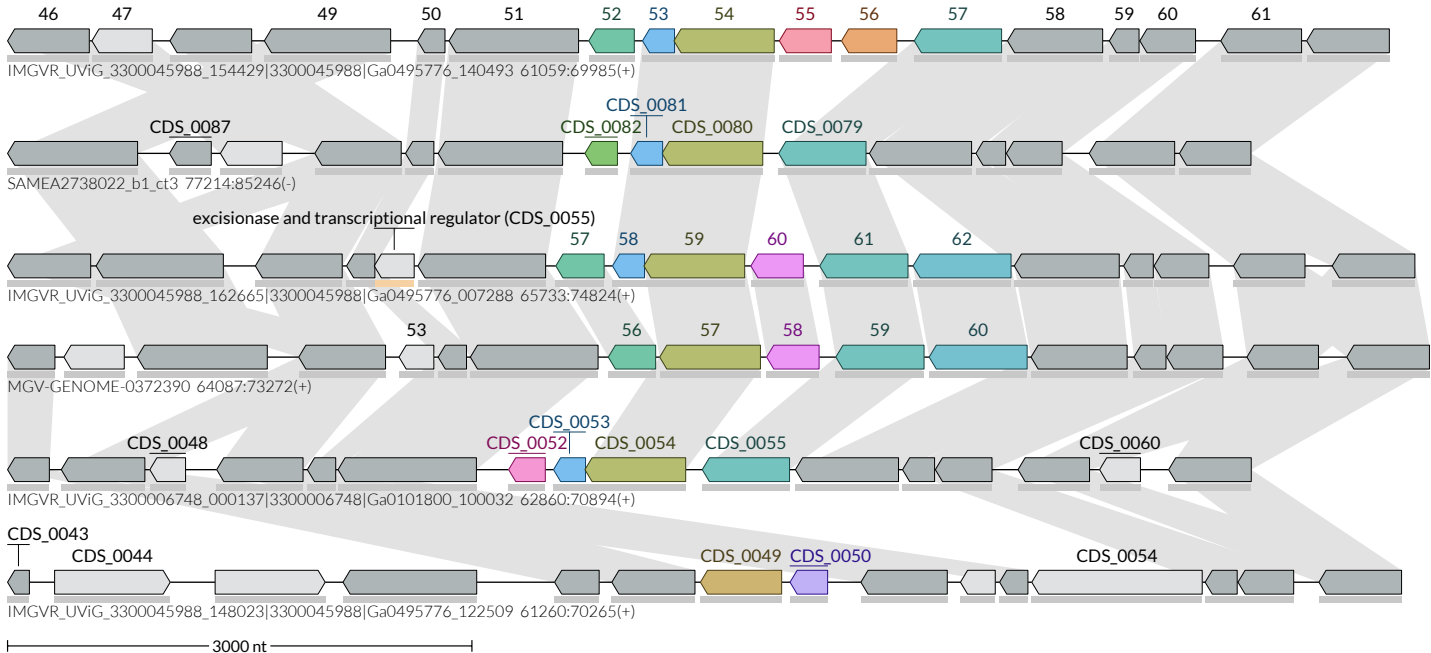 46 47 49 50 51 52 53 54 55 56 57 58 59 60 61
IMGVR_UViG_3300045988_154429|3300045988|Ga0495776_140493 61059:69985(+)
CDS_0081
CDS_0087 CDS_0082 CDS_0080 CDS_0079
SAMEA2738022_b1_ct3 77214:85246(-)
excisionase and transcriptional regulator (CDS_0055)
57 58 59 60 61 62
IMGVR_UViG_3300045988_162665|3300045988|Ga0495776_007288 65733:74824(+)
53 56 57 58 59 60
MGV-GENOME-0372390 64087:73272(+)
CDS_0053
CDS_0048 CDS_0052 CDS_0054 CDS_0055 CDS_0060
IMGVR_UViG_3300006748_000137|3300006748|Ga0101800_100032 62860:70894(+)
CDS_0043
CDS_0044 CDS_0049 CDS_0050 CDS_0054
IMGVR_UViG_3300045988_148023|3300045988|Ga0495776_122509 61260:70265(+)
3000 nt